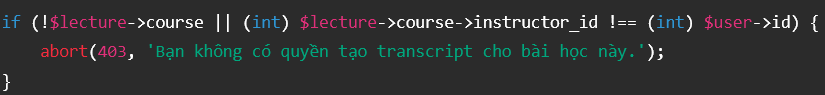 if (!$lecture->course || (int) $lecture->course->instructor_id !== (int) $user->id) {
    abort(403, 'Bạn không có quyền tạo transcript cho bài học này.');
}